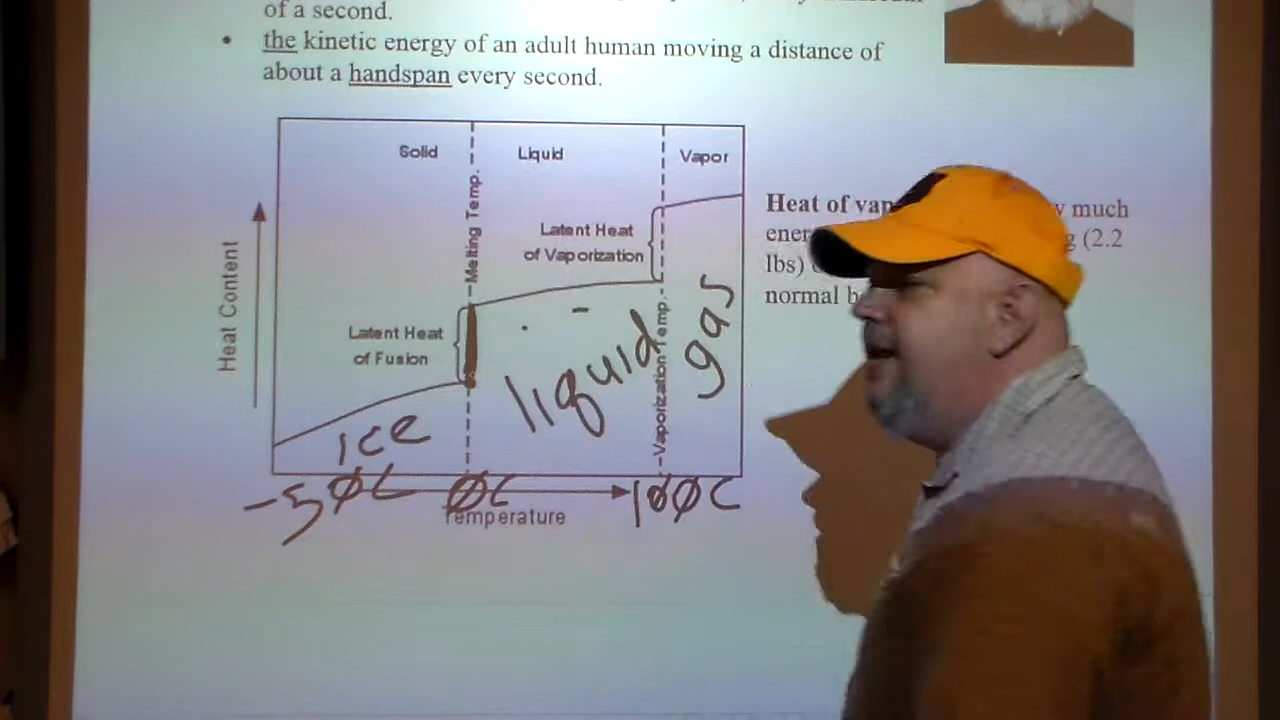 of a second.
• the kinetic energy of an adult human moving a distance of
about a handspan every second.
Solid
Liquid
Vapor
Heat of
much
(2.2
lbs)
normal
Melting Temp.
Latent Heat
of Vaporization
Heat Content
Latent Heat
of Fusion
Vaporization Temp.
ice
liquid
gas
-50C
0C
100C
Temperature